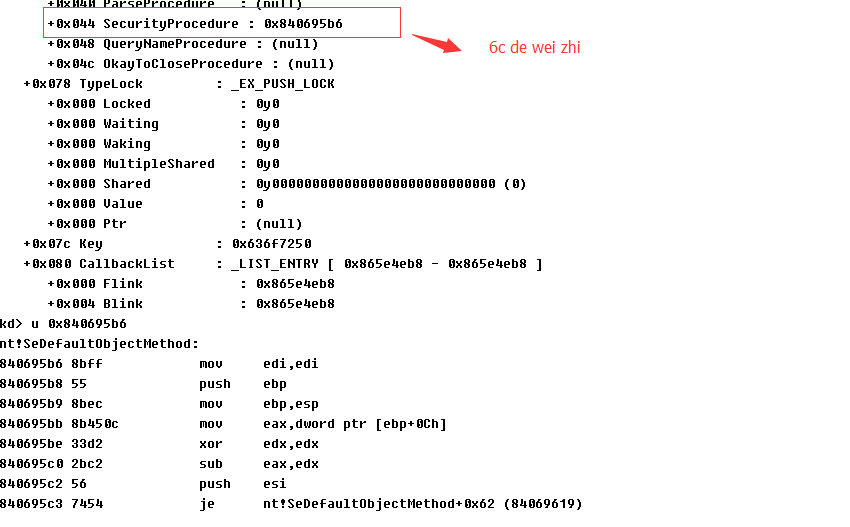 +0x040 ParseProcedure : (null)
+0x044 SecurityProcedure : 0x840695b6
+0x048 QueryNameProcedure : (null)
+0x04c OkayToCloseProcedure : (null)
+0x078 TypeLock : _EX_PUSH_LOCK
+0x000 Locked : 0y0
+0x000 Waiting : 0y0
+0x000 Waking : 0y0
+0x000 MultipleShared : 0y0
+0x000 Shared : 0y0000000000000000000000000000 (0)
+0x000 Value : 0
+0x000 Ptr : (null)
+0x07c Key : 0x636f7250
+0x080 CallbackList : _LIST_ENTRY [ 0x865e4eb8 - 0x865e4eb8 ]
+0x000 Flink : 0x865e4eb8
+0x004 Blink : 0x865e4eb8
kd> u 0x840695b6
nt!SeDefaultObjectMethod:
840695b6 8bff mov edi,edi
840695b8 55 push ebp
840695b9 8bec mov ebp,esp
840695bb 8b450c mov eax,dword ptr [ebp+0Ch]
840695be 33d2 xor edx,edx
840695c0 2bc2 sub eax,edx
840695c2 56 push esi
840695c3 7454 je nt!SeDefaultObjectMethod+0x62 (84069619)
6c de wei zhi